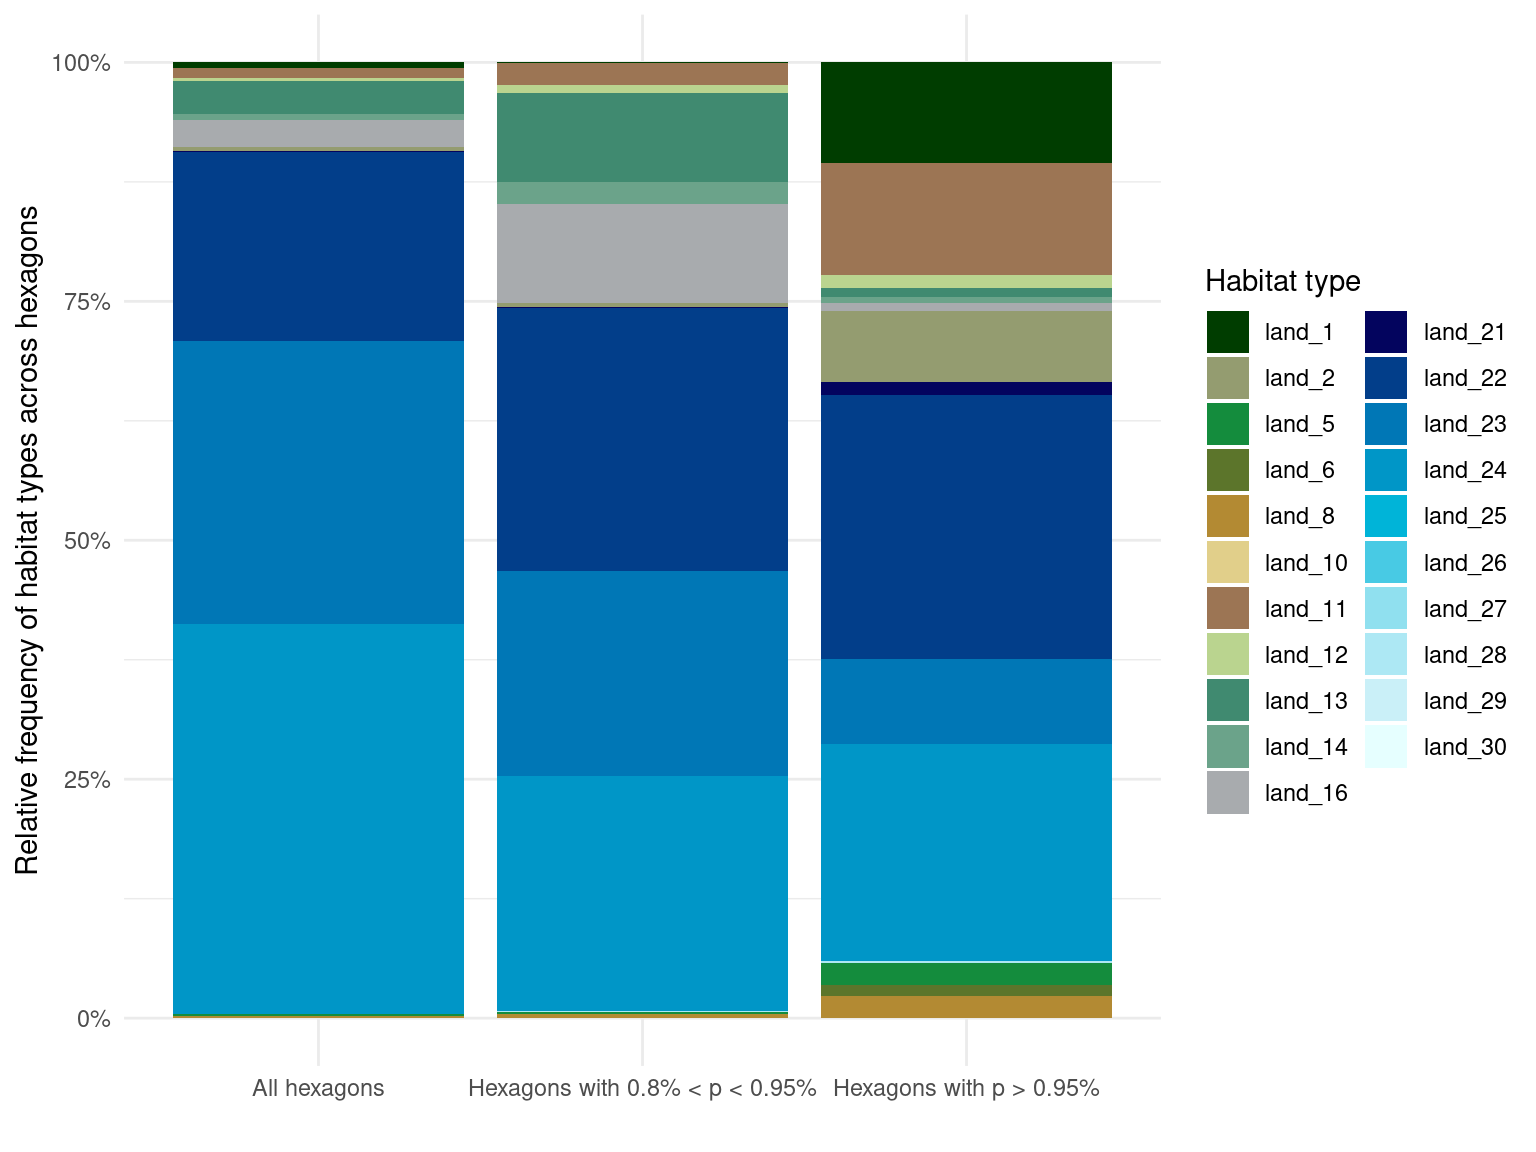 Relative frequency of habitat types across hexagons
100%
75%
50%
25%
0%
All hexagons
Hexagons with 0.8% < p < 0.95%
Hexagons with p > 0.95%
Habitat type
land_1
land_2
land_5
land_6
land_8
land_10
land_11
land_12
land_13
land_14
land_16
land_21
land_22
land_23
land_24
land_25
land_26
land_27
land_28
land_29
land_30